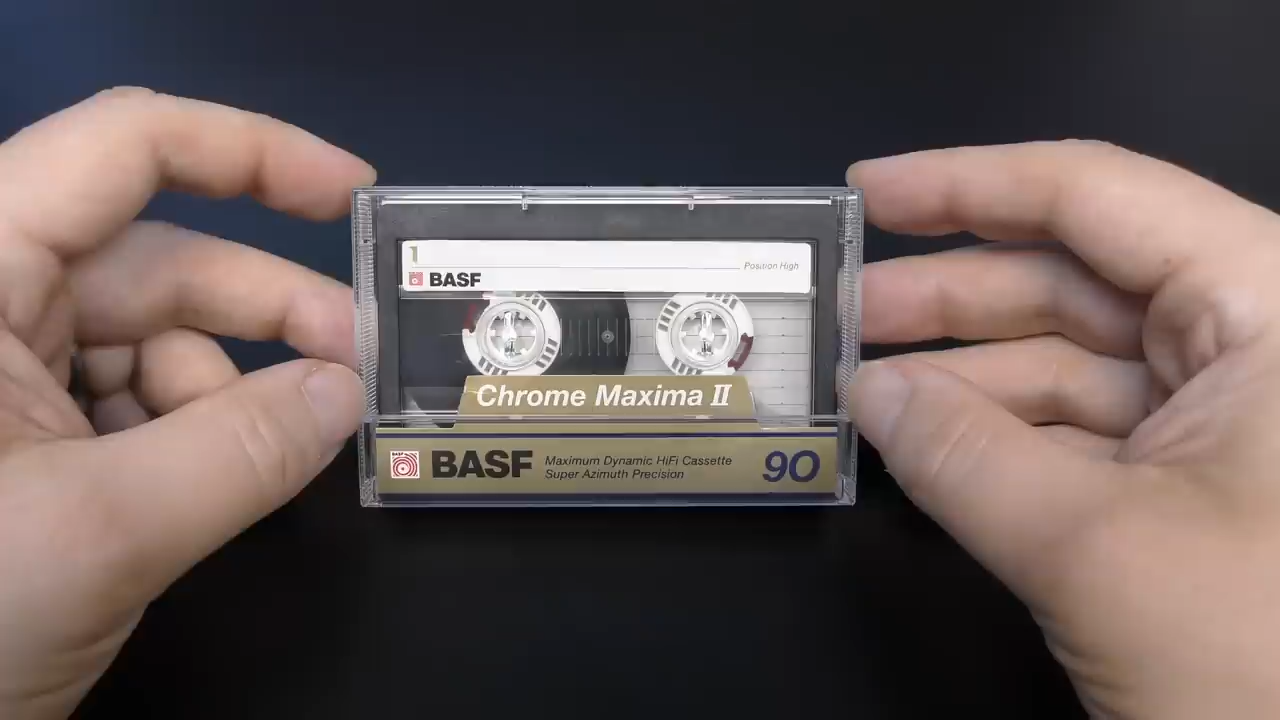 1
Position High
BASF
Chrome Maxima II
BASF
Maximum Dynamic HiFi Cassette
Super Azimuth Precision
90